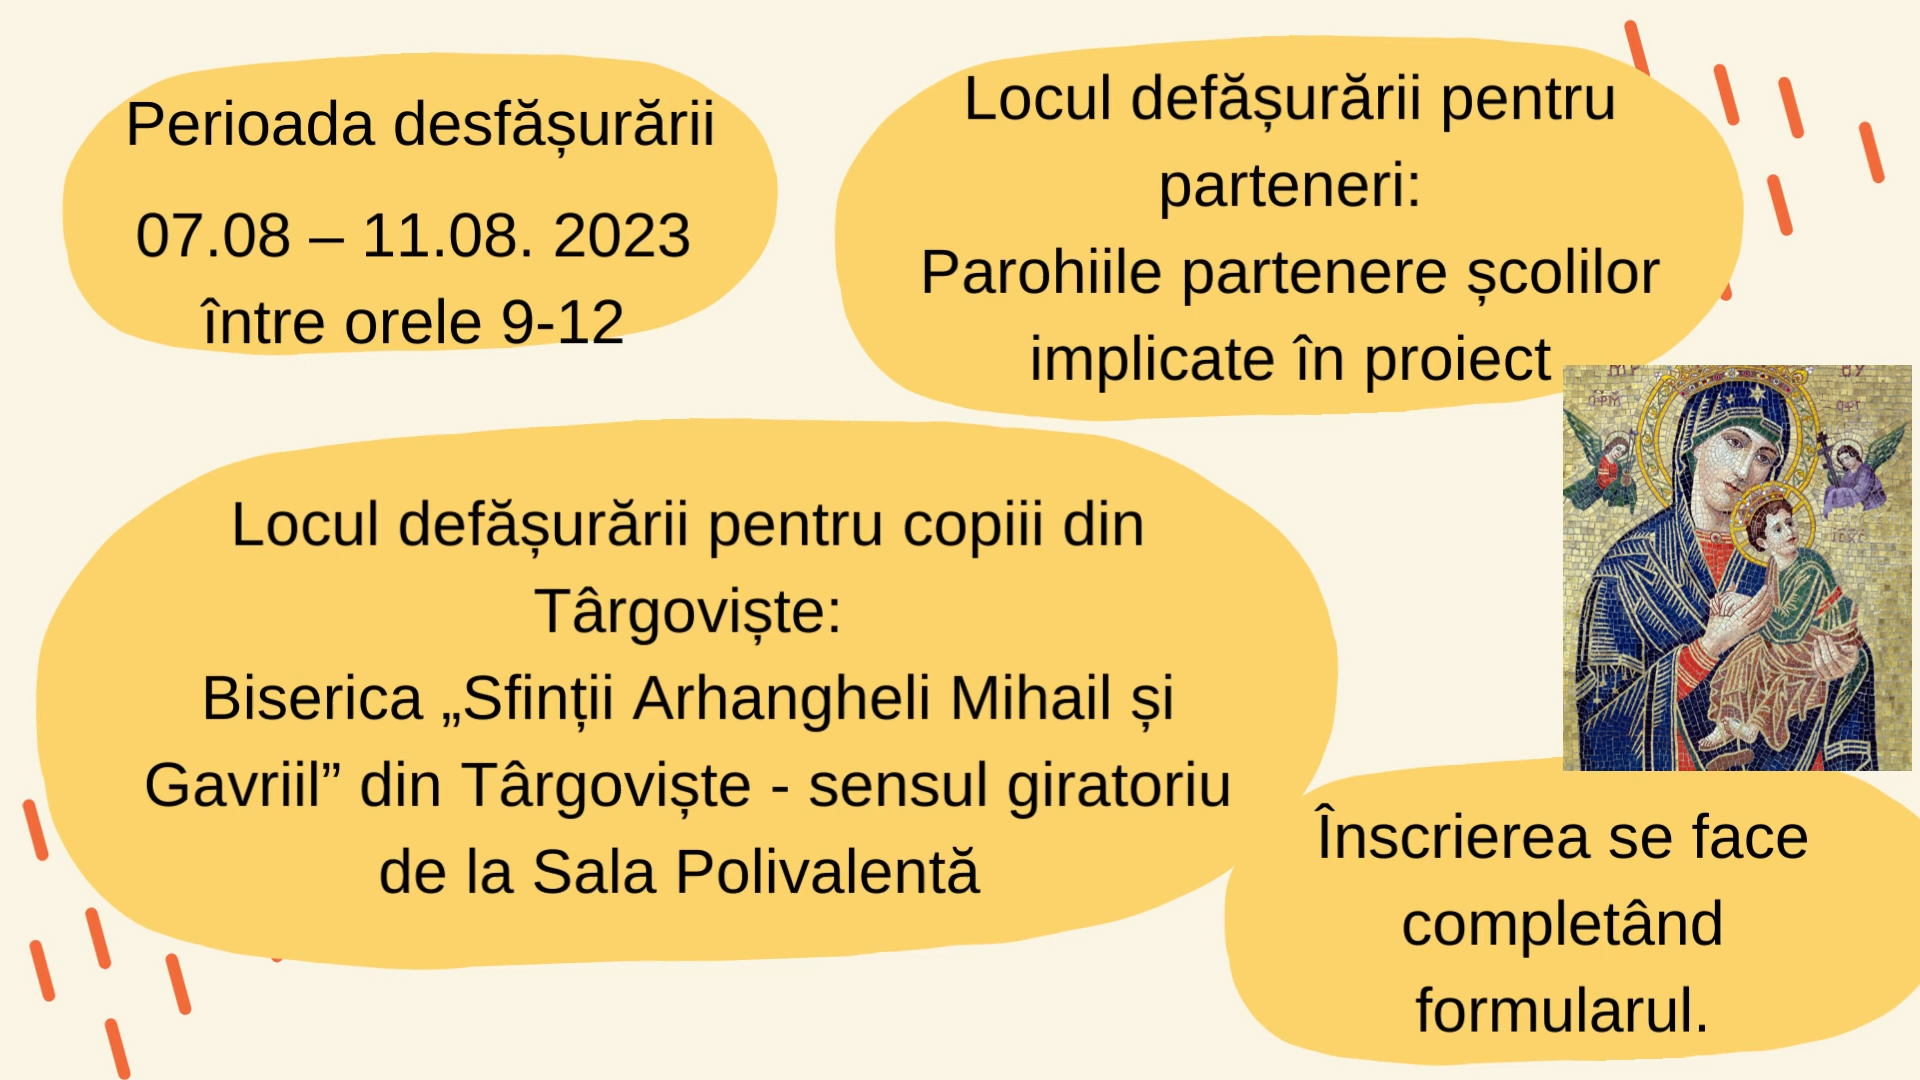 Perioada desfășurării
07.08 – 11.08. 2023
între orele 9-12
Locul defășurării pentru
parteneri:
Parohiile partenere școlilor
implicate în proiect
Locul defășurării pentru copiii din
Târgoviște:
Biserica „Sfinții Arhangheli Mihail și
Gavriil” din Târgoviște - sensul giratoriu
de la Sala Polivalentă
Înscrierea se face
completând
formularul.